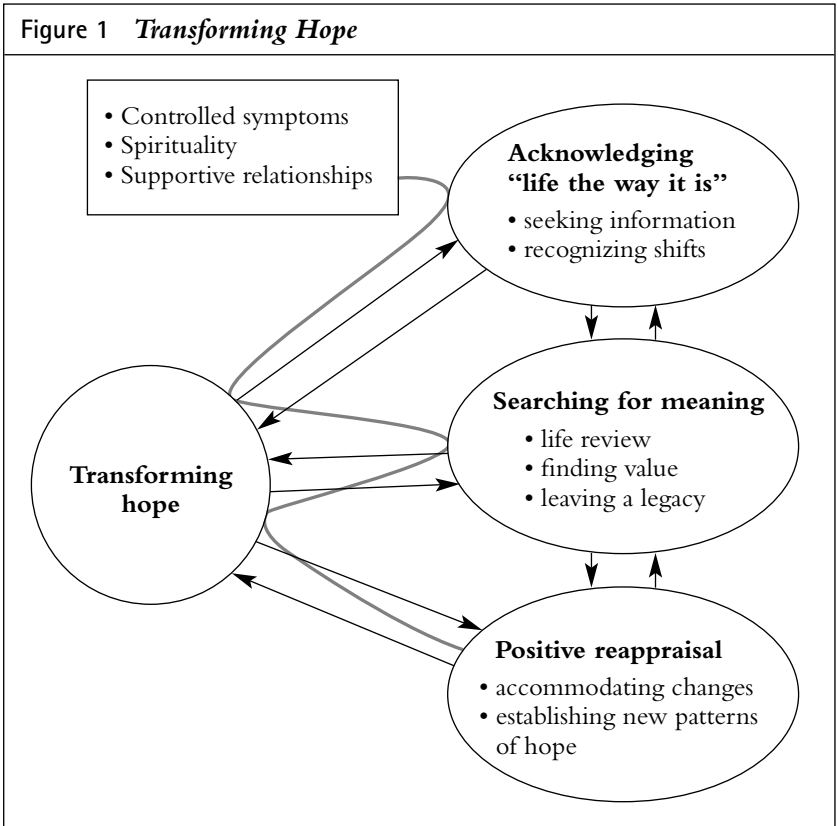 Figure 1 Transforming Hope
• Controlled symptoms
• Spirituality
• Supportive relationships
Acknowledging
“life the way it is”
• seeking information
• recognizing shifts
Searching for meaning
• life review
• finding value
• leaving a legacy
Transforming
hope
Positive reappraisal
• accommodating changes
• establishing new patterns
of hope